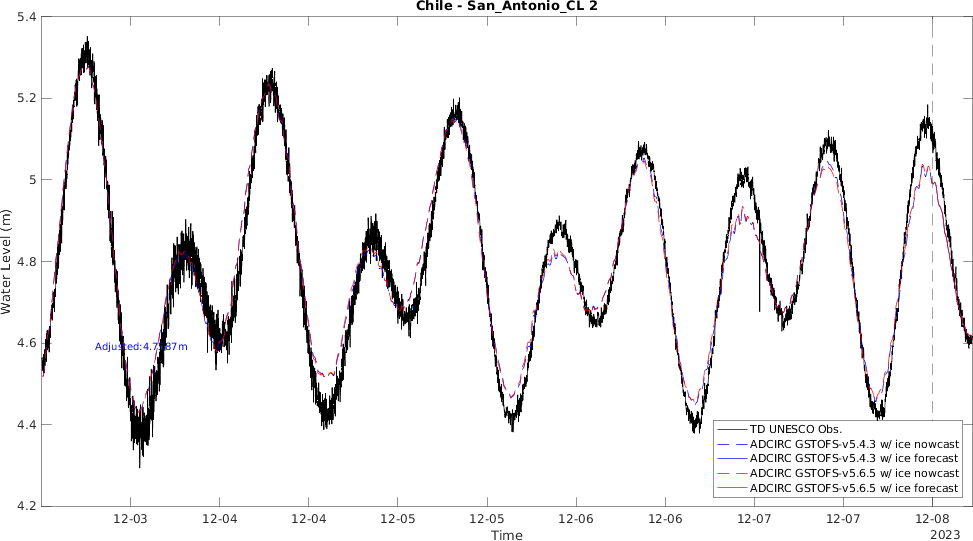 Chile - San_Antonio_CL 2
5.4
5.2
5
4.8
4.6
4.4
4.2
Water Level (m)
TD UNESCO Obs.
ADCIRC GSTOFS-v5.4.3 w/ ice nowcast
ADCIRC GSTOFS-v5.4.3 w/ ice forecast
ADCIRC GSTOFS-v5.6.5 w/ ice nowcast
ADCIRC GSTOFS-v5.6.5 w/ ice forecast
12-03 12-04 12-04 12-05 12-05 12-06 12-06 12-07 12-07 12-08
Time 2023